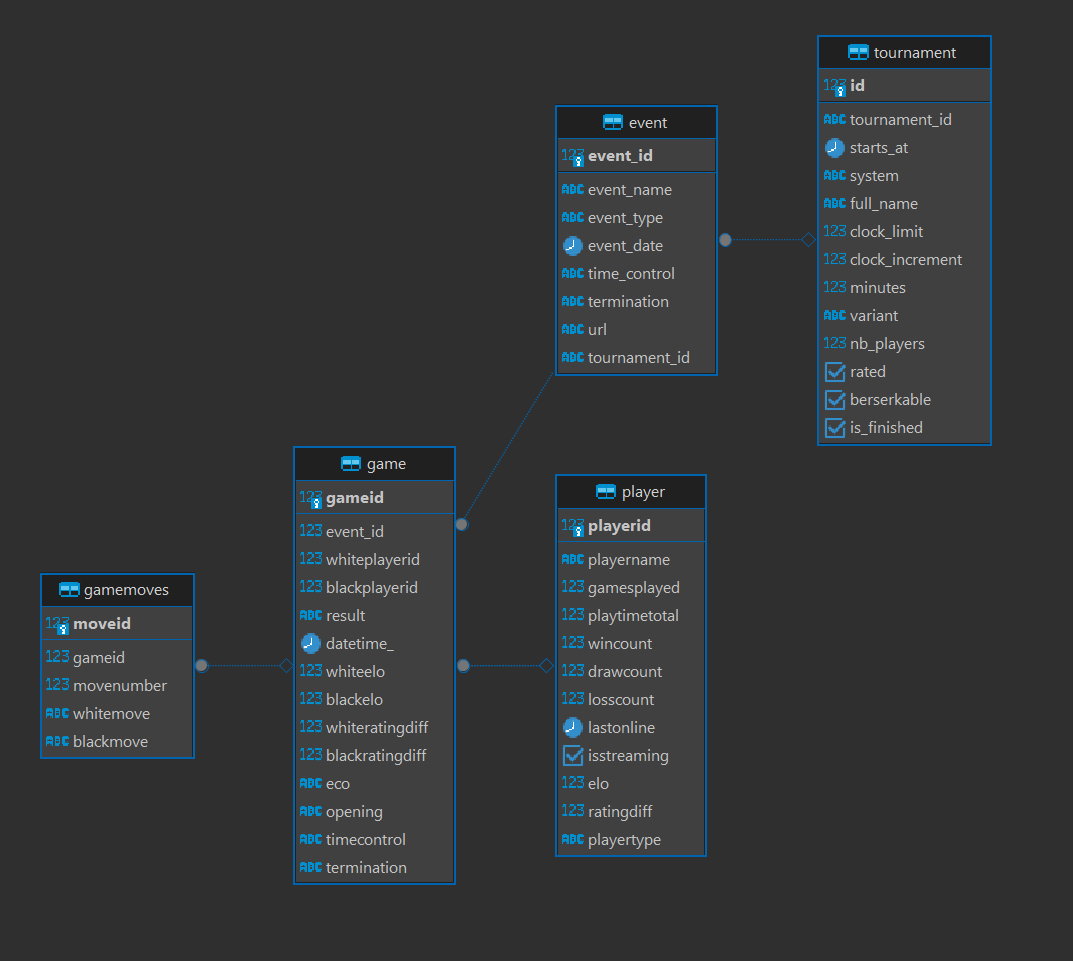 tournament
123 id
ABC tournament_id
starts_at
ABC system
ABC full_name
123 clock_limit
123 clock_increment
123 minutes
ABC variant
123 nb_players
rated
berserkable
is_finished
event
123 event_id
ABC event_name
ABC event_type
event_date
ABC time_control
ABC termination
ABC url
ABC tournament_id
game
123 gameid
123 event_id
123 whiteplayerid
123 blackplayerid
ABC result
datetime_
123 whiteelo
123 blackelo
123 whiteratingdiff
123 blackratingdiff
ABC eco
ABC opening
ABC timecontrol
ABC termination
player
123 playerid
ABC playername
123 gamesplayed
123 playtimetotal
123 wincount
123 drawcount
123 losscount
lastonline
isstreaming
123 elo
123 ratingdiff
ABC playertype
gamemoves
123 moveid
123 gameid
123 movenumber
ABC whitemove
ABC blackmove